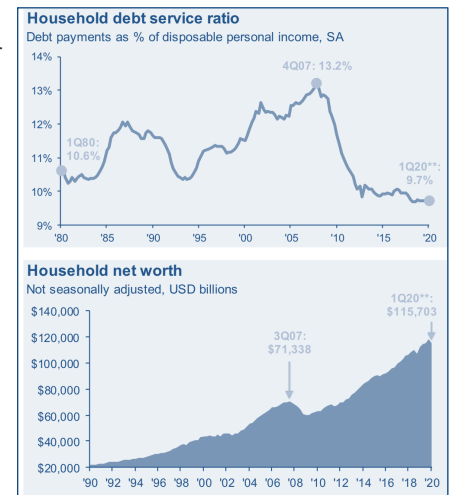 Household debt service ratio
Debt payments as % of disposable personal income, SA
14%
4Q07: 13.2%
13%
12%
1Q80:
10.6%
11%
1Q20**:
9.7%
10%
9%
'80 '85 '90 '95 '00 '05 '10 '15 '20
Household net worth
Not seasonally adjusted, USD billions
1Q20**:
$115,703
$140,000
3Q07:
$71,338
$120,000
$100,000
$80,000
$60,000
$40,000
$20,000
'90 '92 '94 '96 '98 '00 '02 '04 '06 '08 '10 '12 '14 '16 '18 '20